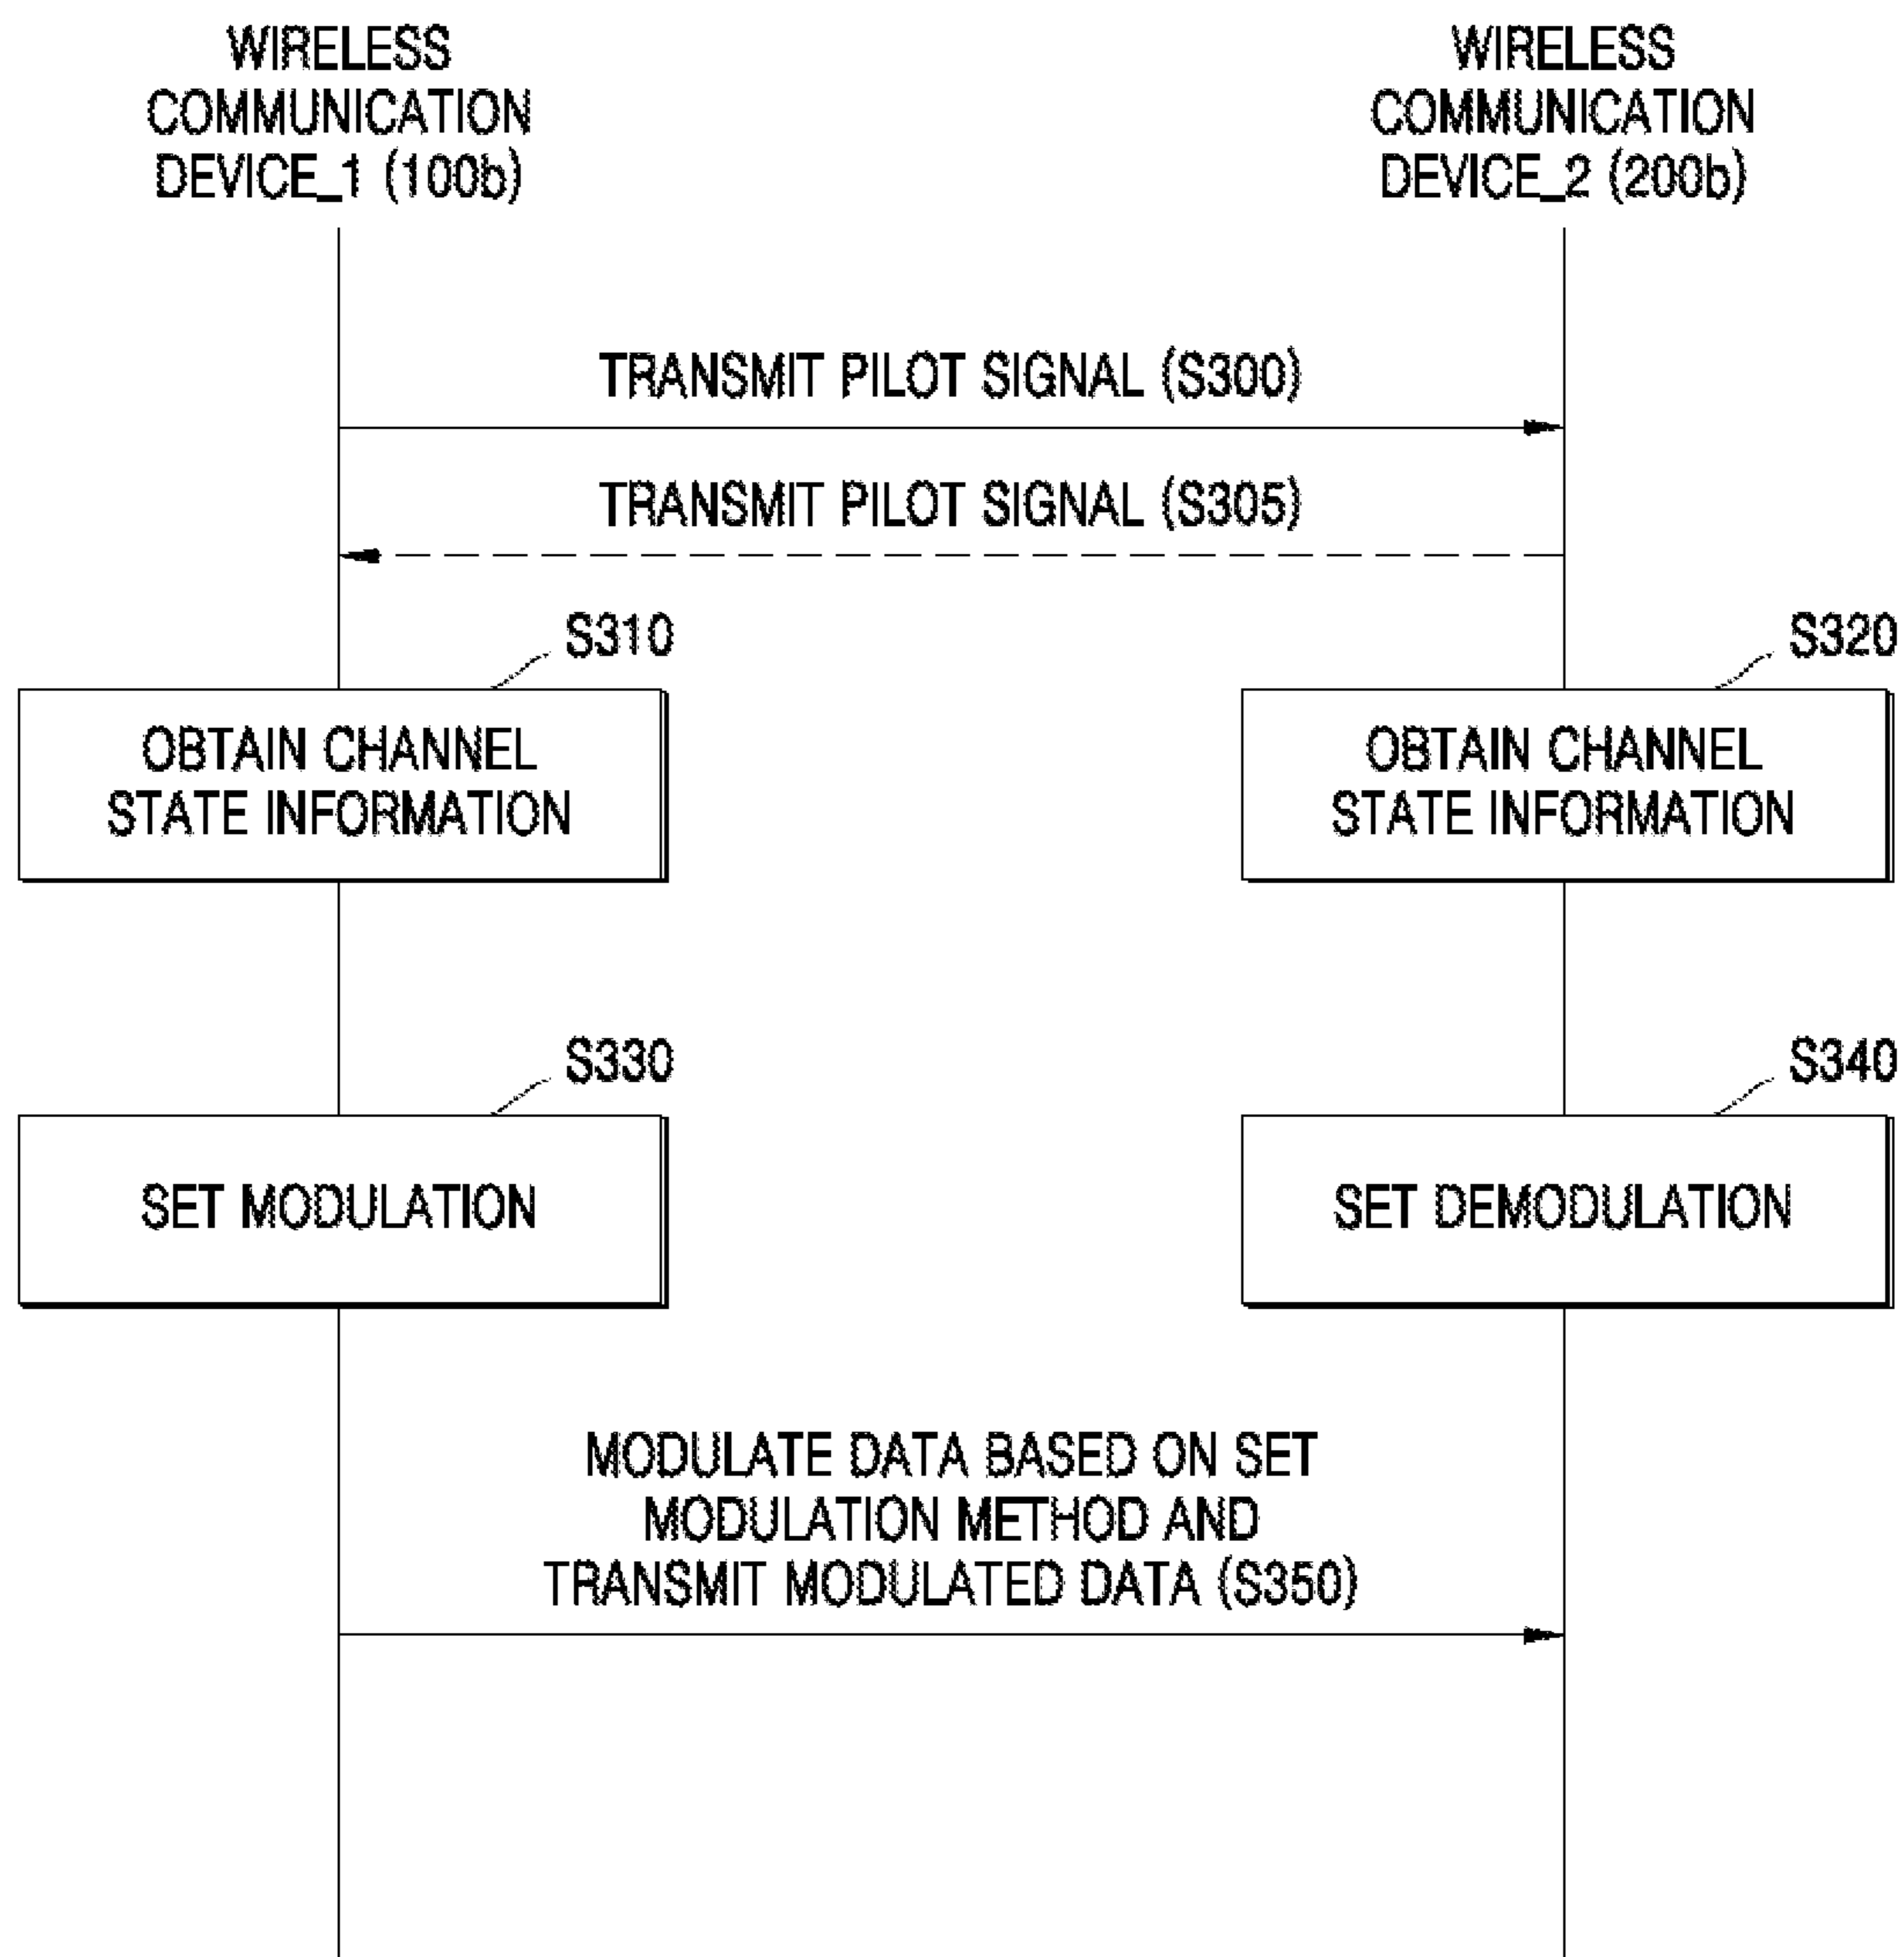 WIRELESS
COMMUNICATION
DEVICE_1 (100b)
WIRELESS
COMMUNICATION
DEVICE_2 (200b)
TRANSMIT PILOT SIGNAL (S300)
TRANSMIT PILOT SIGNAL (S305)
S310
OBTAIN CHANNEL
STATE INFORMATION
S320
OBTAIN CHANNEL
STATE INFORMATION
S330
SET MODULATION
S340
SET DEMODULATION
MODULATE DATA BASED ON SET
MODULATION METHOD AND
TRANSMIT MODULATED DATA (S350)